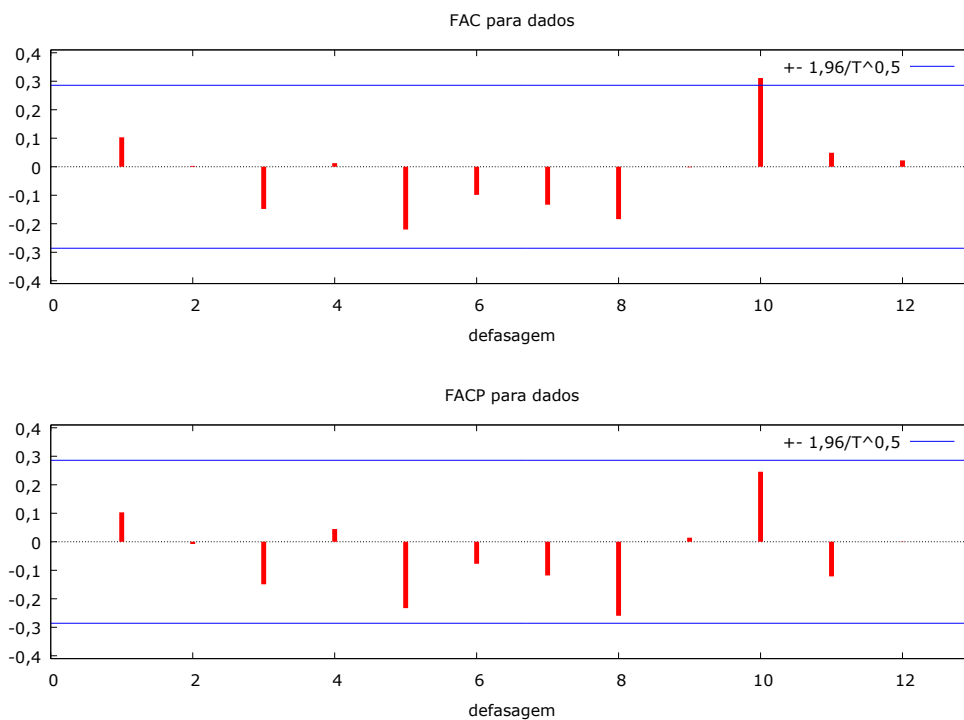 FAC para dados
0,4
0,3
0,2
0,1
0
-0,1
-0,2
-0,3
-0,4
+- 1,96/T^0,5
0 2 4 6 8 10 12
defasagem
FACP para dados
0,4
0,3
0,2
0,1
0
-0,1
-0,2
-0,3
-0,4
+- 1,96/T^0,5
0 2 4 6 8 10 12
defasagem